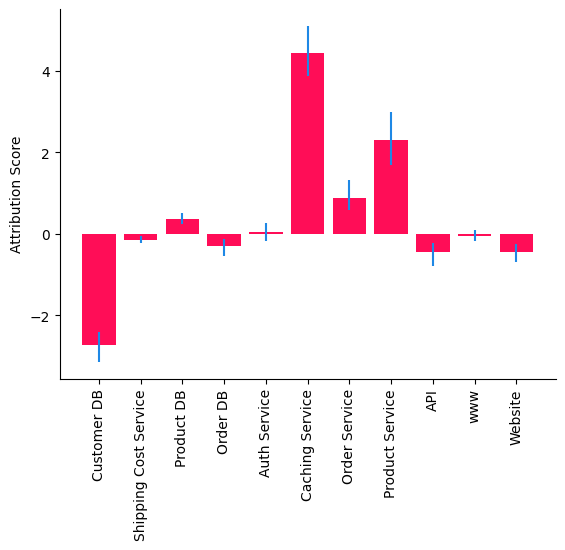 Attribution Score
4
2
0
−2
Customer DB
Shipping Cost Service
Product DB
Order DB
Auth Service
Caching Service
Order Service
Product Service
API
www
Website